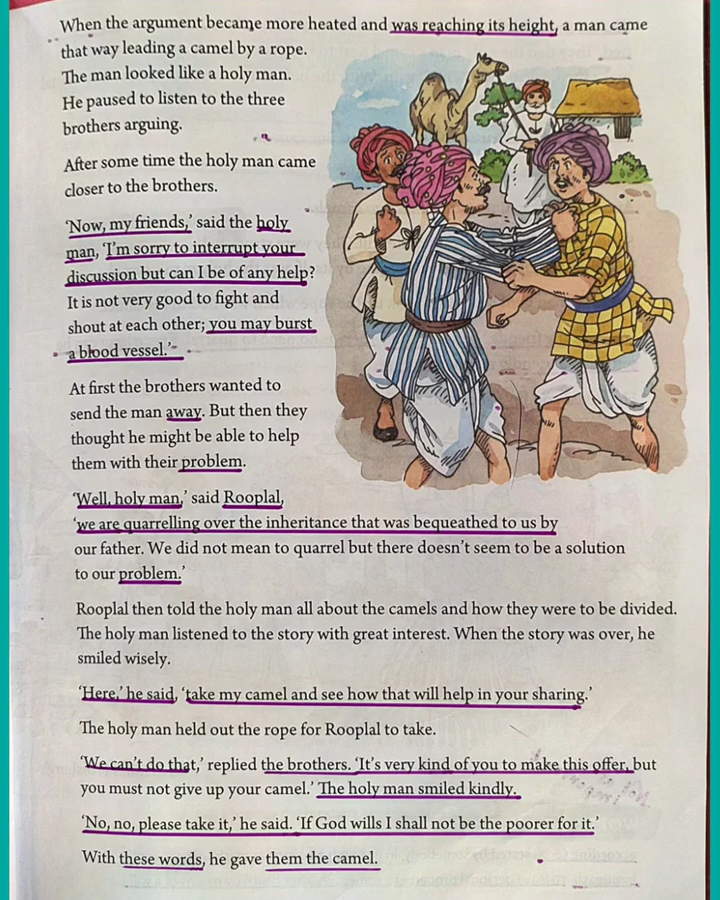 When the argument became more heated and was reaching its height, a man came
that way leading a camel by a rope.
The man looked like a holy man.
He paused to listen to the three
brothers arguing.
After some time the holy man came
closer to the brothers.
‘Now, my friends,’ said the holy
man, ‘I’m sorry to interrupt your
discussion but can I be of any help?
It is not very good to fight and
shout at each other; you may burst
a blood vessel.’
At first the brothers wanted to
send the man away. But then they
thought he might be able to help
them with their problem.
‘Well, holy man,’ said Rooplal,
‘we are quarrelling over the inheritance that was bequeathed to us by
our father. We did not mean to quarrel but there doesn’t seem to be a solution
to our problem.’
Rooplal then told the holy man all about the camels and how they were to be divided.
The holy man listened to the story with great interest. When the story was over, he
smiled wisely.
‘Here,’ he said, ‘take my camel and see how that will help in your sharing.’
The holy man held out the rope for Rooplal to take.
‘We can’t do that,’ replied the brothers. ‘It’s very kind of you to make this offer, but
you must not give up your camel.’ The holy man smiled kindly.
‘No, no, please take it,’ he said. ‘If God wills I shall not be the poorer for it.’
With these words, he gave them the camel.